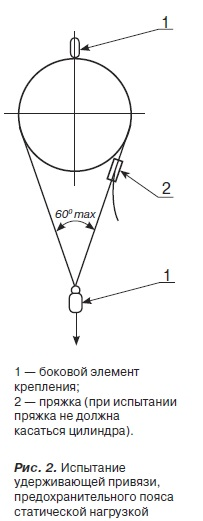 1
2
60⁰ max
1
1 — боковой элемент
крепления;
2 — пряжка (при испытании
пряжка не должна
касаться цилиндра).
Рис. 2. Испытание
удерживающей привязи,
предохранительного пояса
статической нагрузкой